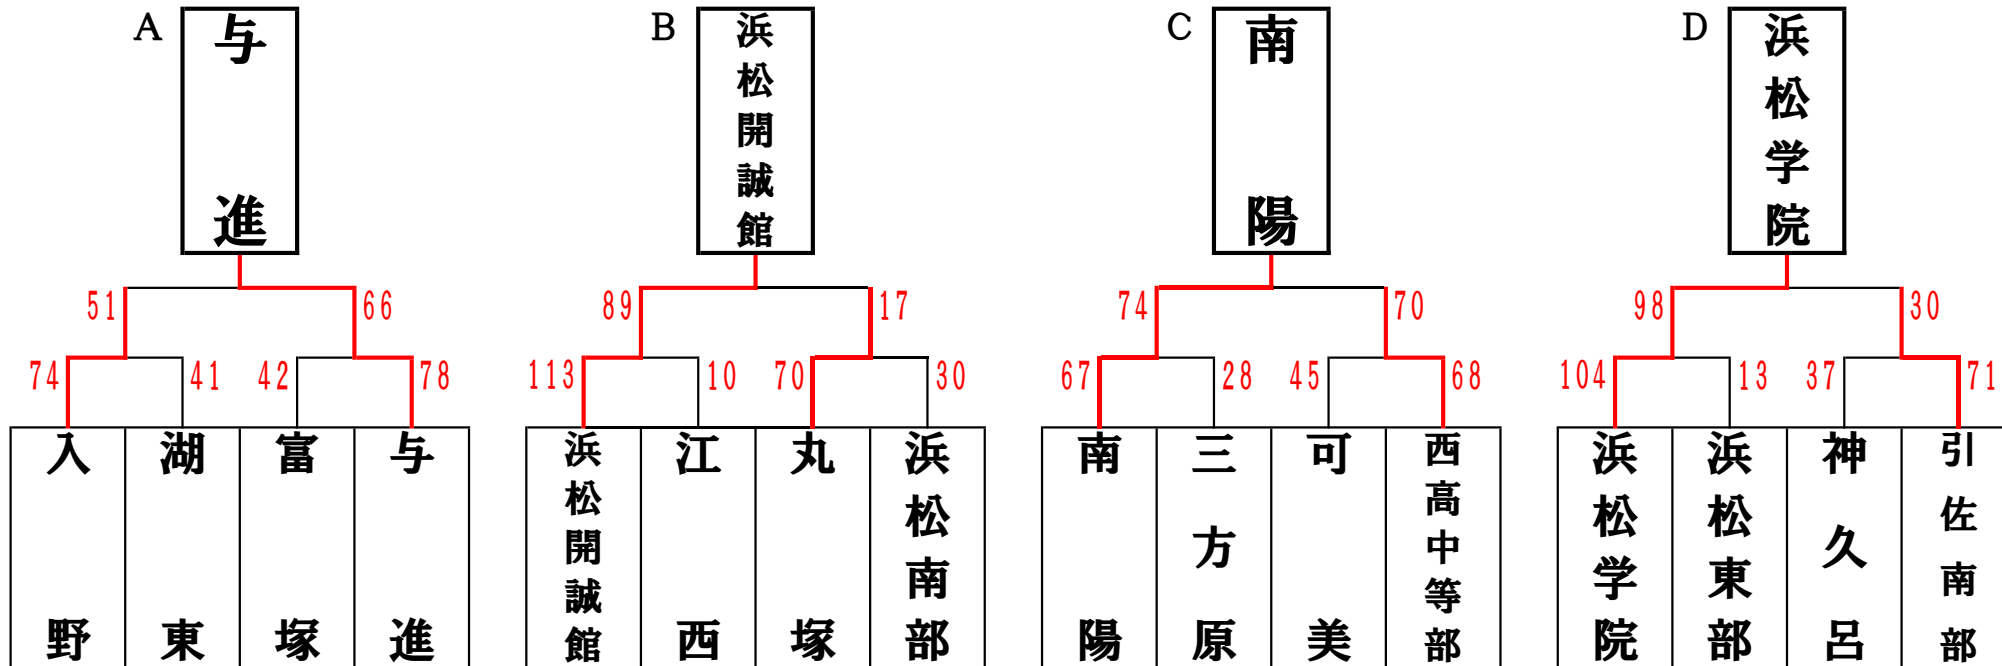 A 与進 B 浜松開誠館 C 南陽 D 浜松学院
51 66 89 17 74 70 98 30
74 41 42 78 113 10 70 30 67 28 45 68 104 13 37 71
入野 湖東 富塚 与進 浜松開誠館 江西 丸塚 浜松南部 南陽 三方原 可美 西高中等部 浜松学院 浜松東部 神久呂 引佐南部